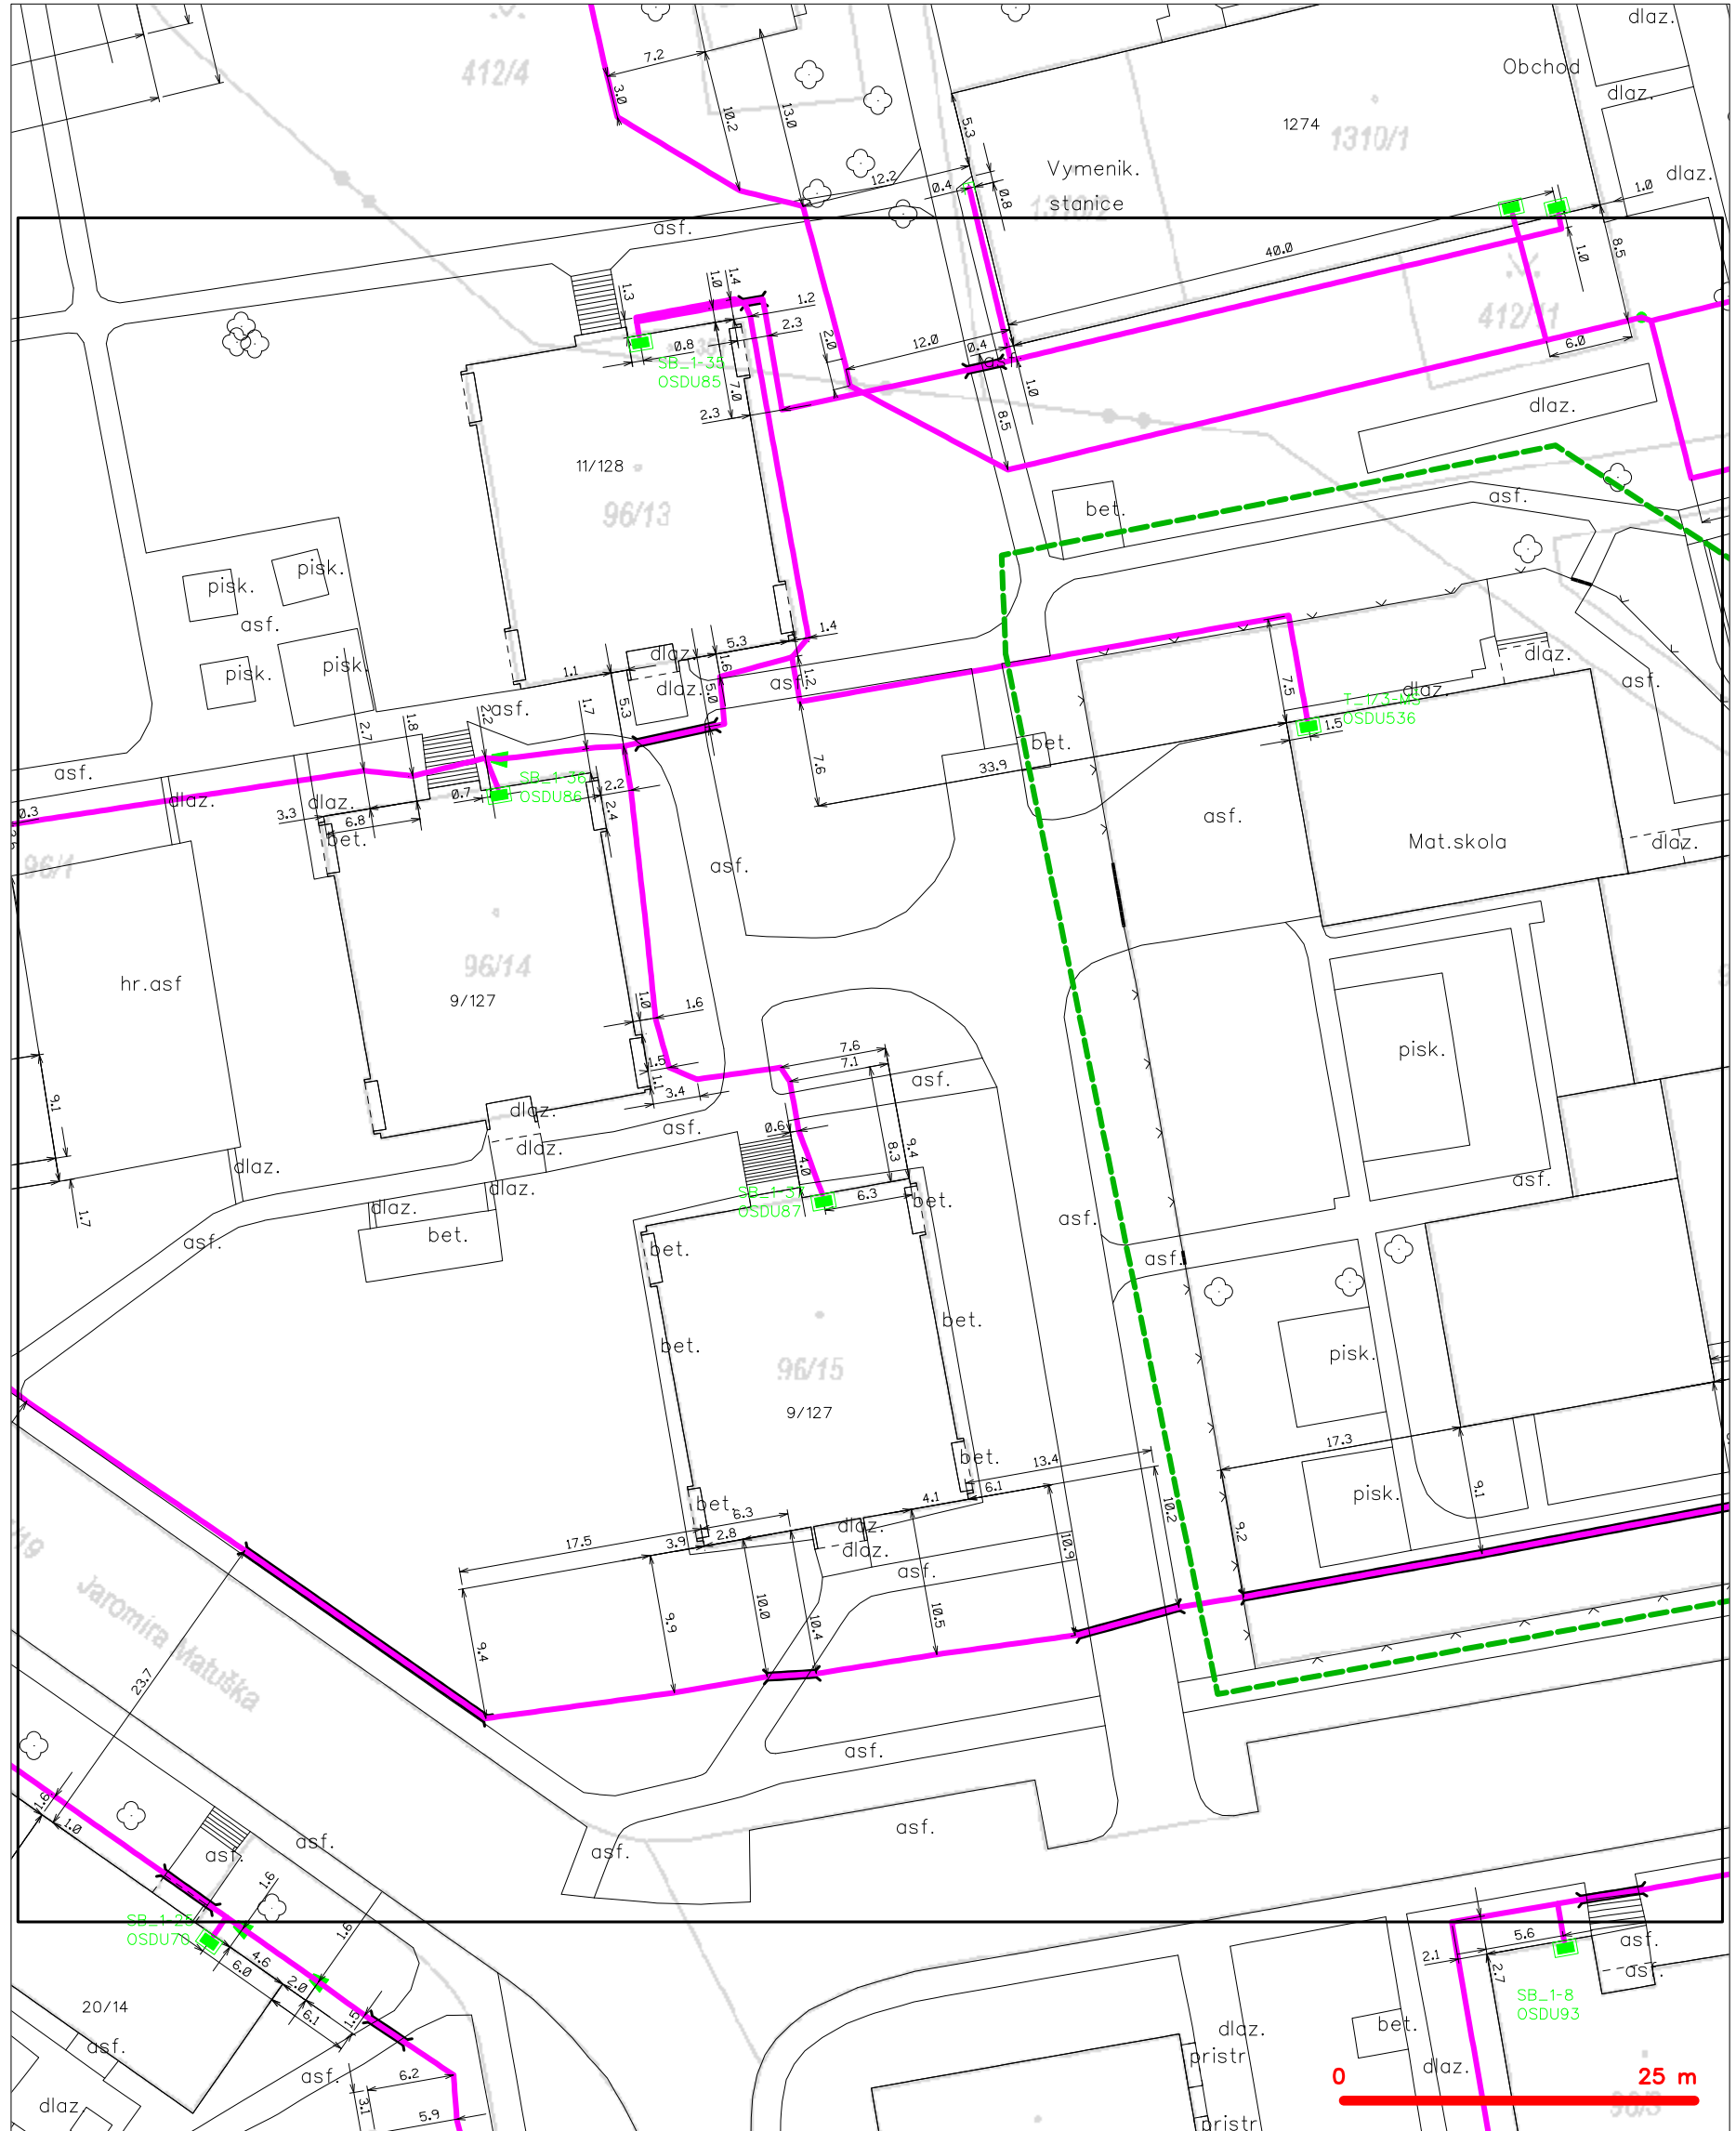 dlaz.
412/4
7.2
3.0
10.2
13.0
Obchod
dlaz.
5.3
1274
1310/1
Vymenik.
stanice
12.2
0.4
0.8
dlaz.
1.0
asf.
40.0
8.5
1.0
412/11
1.3
1.0
1.4
1.2
2.3
0.8
SB_1-35
OSDU85
7.0
2.3
2.0
12.0
0.4
1.0
8.5
6.0
dlaz.
11/128
96/13
bet.
asf.
pisk.
pisk.
asf.
pisk.
pisk.
1.1
dlaz.
dlaz.
5.3
1.4
1.6
1.2
asf.
5.0
5.3
1.7
2.2
asf.
1.8
2.7
7.5
T_1/3-MS
OSDU536
1.5
dlaz.
dlaz.
asf.
bet.
33.9
7.6
asf.
dlaz.
dlaz.
0.3
3.3
6.8
bet.
0.7
SB_1-36
OSDU86
2.2
2.4
96/1
asf.
asf.
Mat.skola
dlaz.
96/14
9/127
hr.asf
1.0
1.6
1.5
1.1
3.4
7.6
7.1
asf.
pisk.
9.1
dlaz.
dlaz.
asf.
0.6
4.0
8.3
9.4
dlaz.
1.7
dlaz.
dlaz.
bet.
asf.
SB_1-37
OSDU87
6.3
bet.
bet.
asf.
asf.
asf.
bet.
bet.
96/15
9/127
pisk.
17.3
13.4
bet.
6.1
10.2
9.2
9.1
pisk.
bet.
6.3
4.1
2.8
3.9
17.5
dlaz.
dlaz.
asf.
10.9
9.4
9.9
10.0
10.4
10.5
/19
Jaromíra Matuška
23.7
asf.
asf.
asf.
1.6
1.0
asf.
asf.
1.6
1.6
SB_1-26
OSDU70
4.6
6.0
2.0
6.1
1.5
20/14
asf.
asf.
dlaz.
6.2
3.1
5.9
2.1
5.6
2.7
asf.
asf.
SB_1-8
OSDU93
dlaz.
pristr
bet.
dlaz.
pristr
0 25 m
96/3